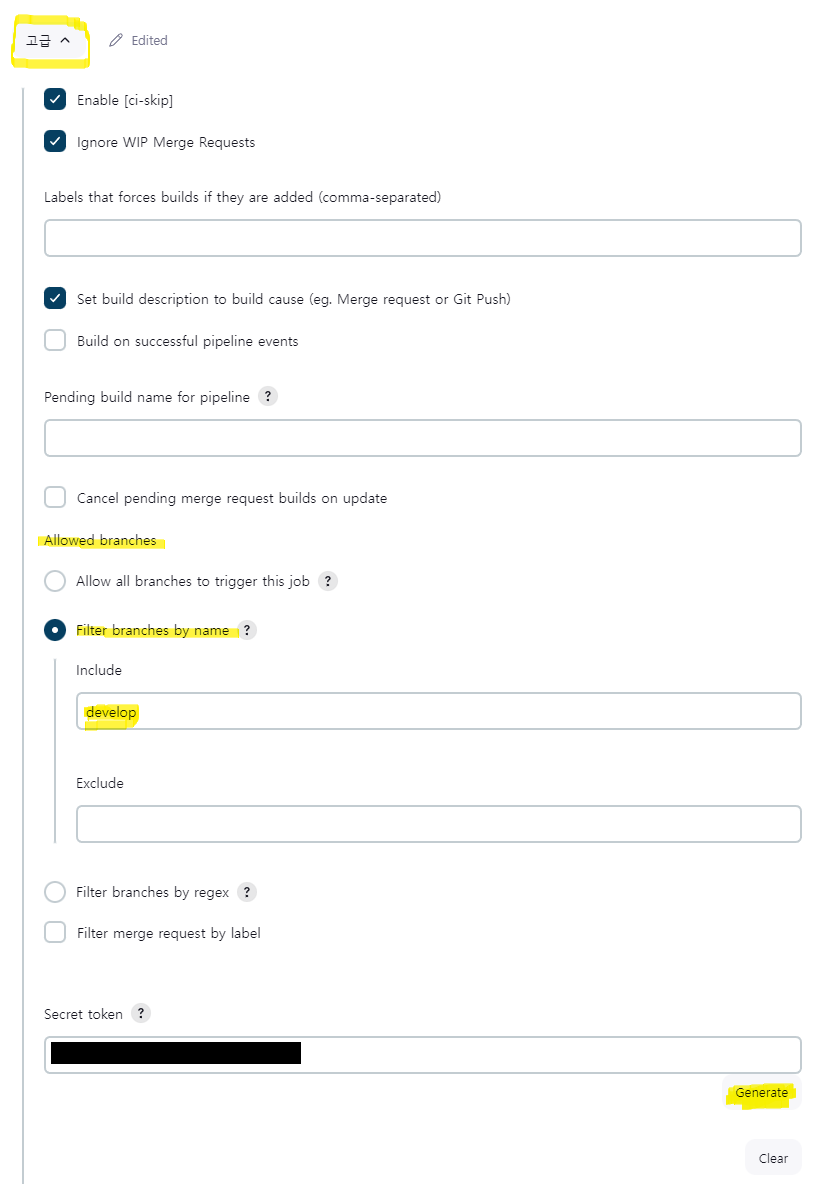 고급
Edited
Enable [ci-skip]
Ignore WIP Merge Requests
Labels that forces builds if they are added (comma-separated)
Set build description to build cause (eg. Merge request or Git Push)
Build on successful pipeline events
Pending build name for pipeline ?
Cancel pending merge request builds on update
Allowed branches
Allow all branches to trigger this job ?
Filter branches by name ?
Include
develop
Exclude
Filter branches by regex ?
Filter merge request by label
Secret token ?
Generate
Clear